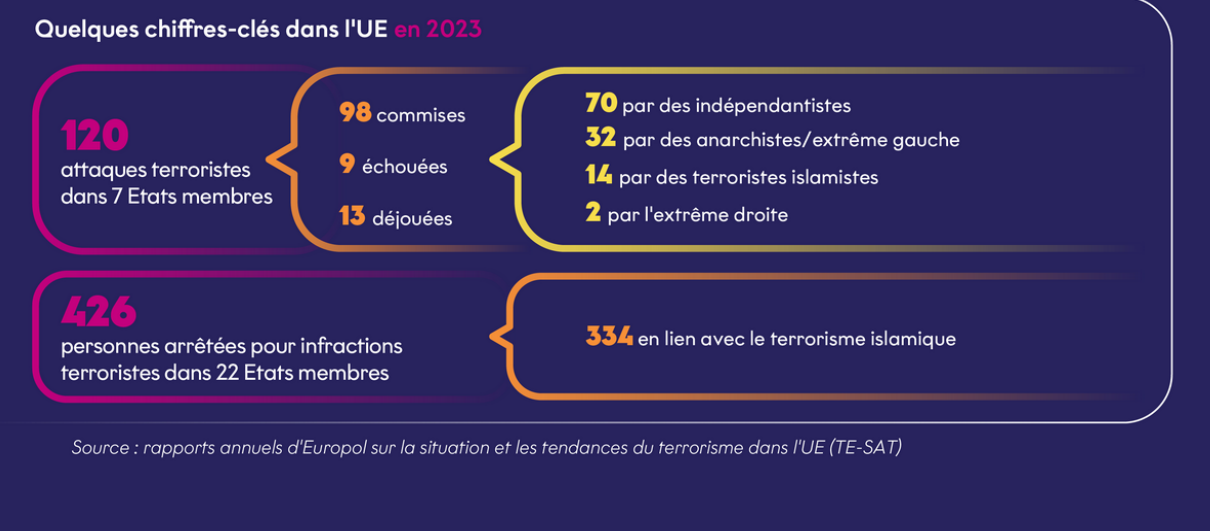 Quelques chiffres-clés dans l'UE en 2023
120
attaques terroristes
dans 7 Etats membres
98 commises
9 échouées
13 déjouées
70 par des indépendantistes
32 par des anarchistes/extrême gauche
14 par des terroristes islamistes
2 par l'extrême droite
426
personnes arrêtées pour infractions
terroristes dans 22 Etats membres
334 en lien avec le terrorisme islamique
Source : rapports annuels d'Europol sur la situation et les tendances du terrorisme dans l'UE (TE-SAT)